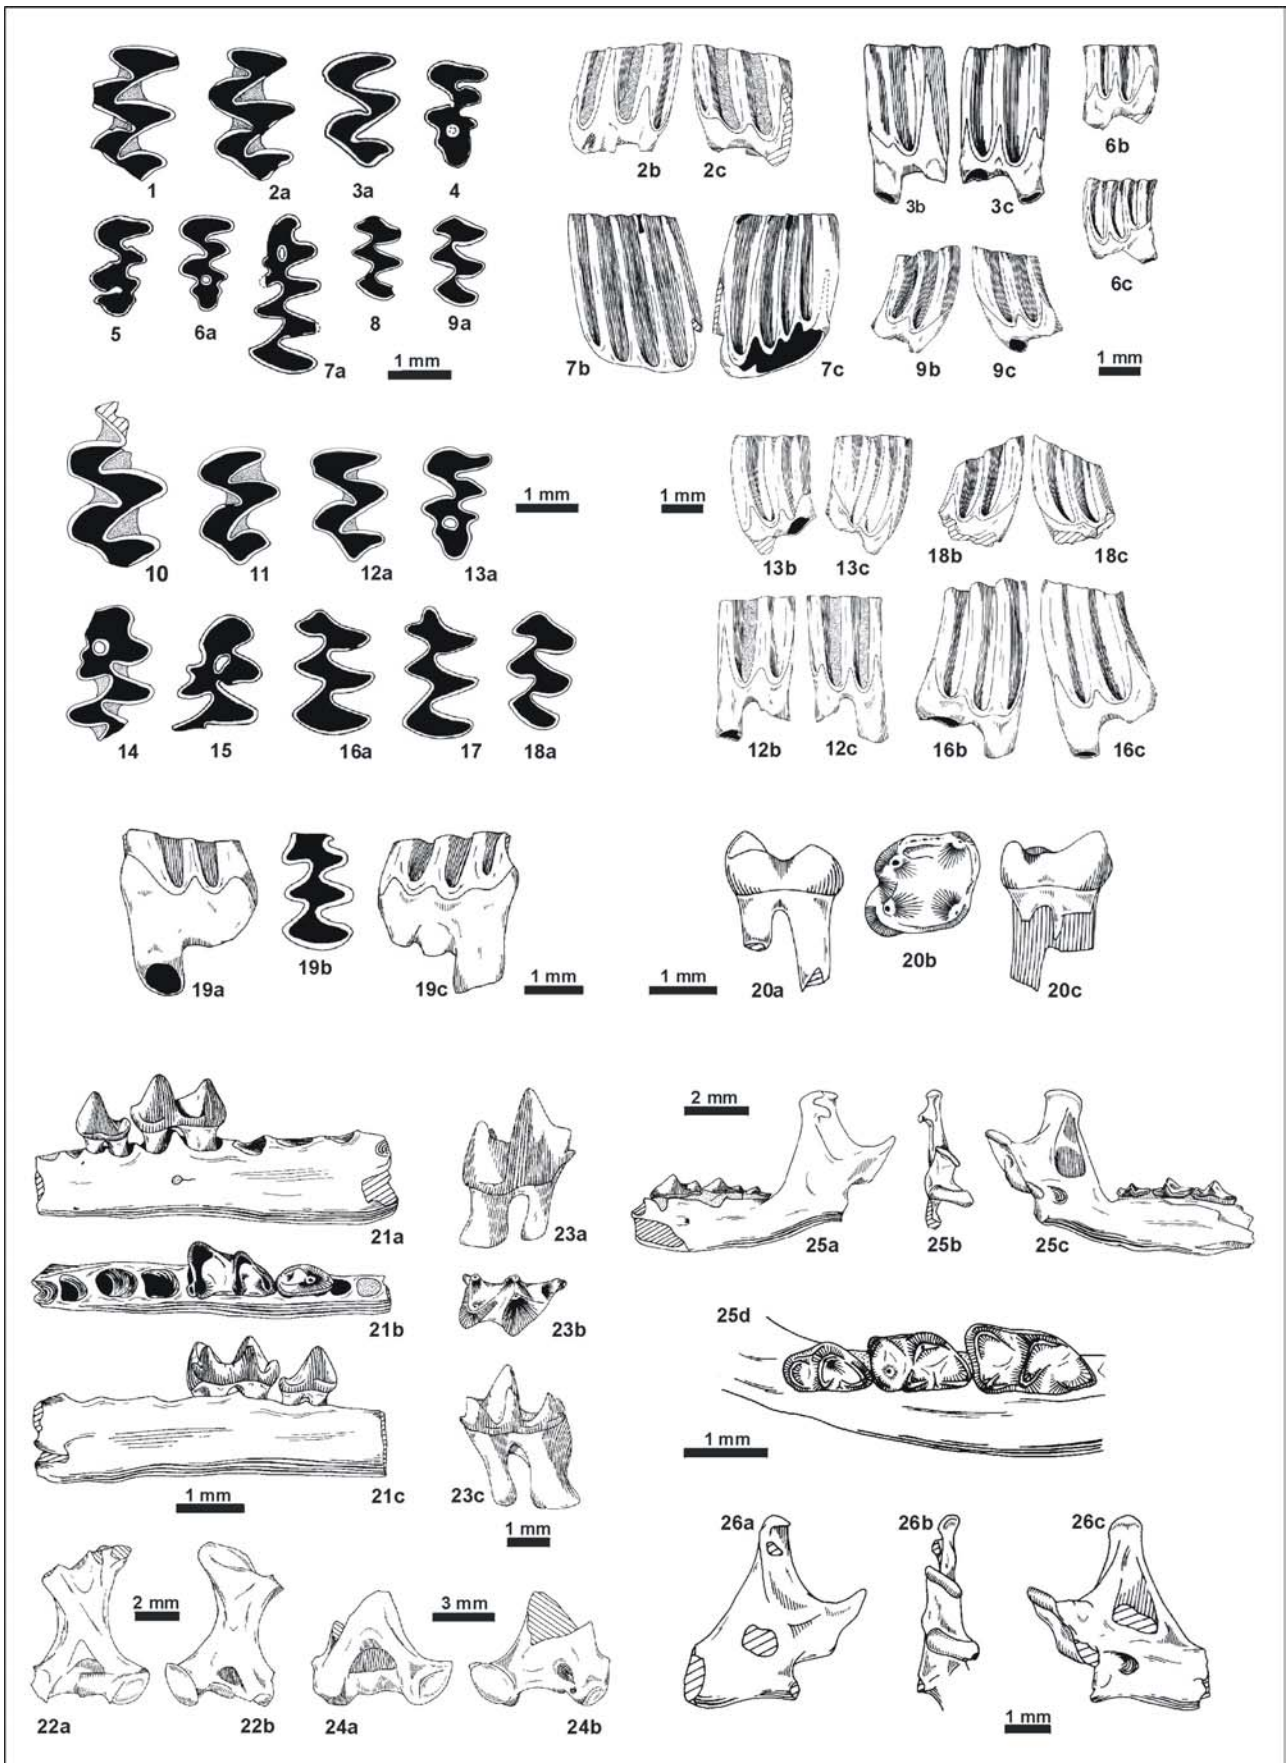 1
2a
3a
4
2b
2c
3b
3c
6b
5
6a
7a
8
9a
1 mm
7b
7c
9b
9c
6c
1 mm
10
11
12a
13a
1 mm
1 mm
13b
13c
18b
18c
14
15
16a
17
18a
12b
12c
16b
16c
19a
19b
19c
1 mm
1 mm
20a
20b
20c
21a
23a
2 mm
25a
25b
25c
21b
23b
25d
21c
1 mm
23c
1 mm
1 mm
26a
26b
26c
22a
2 mm
22b
24a
3 mm
24b
1 mm